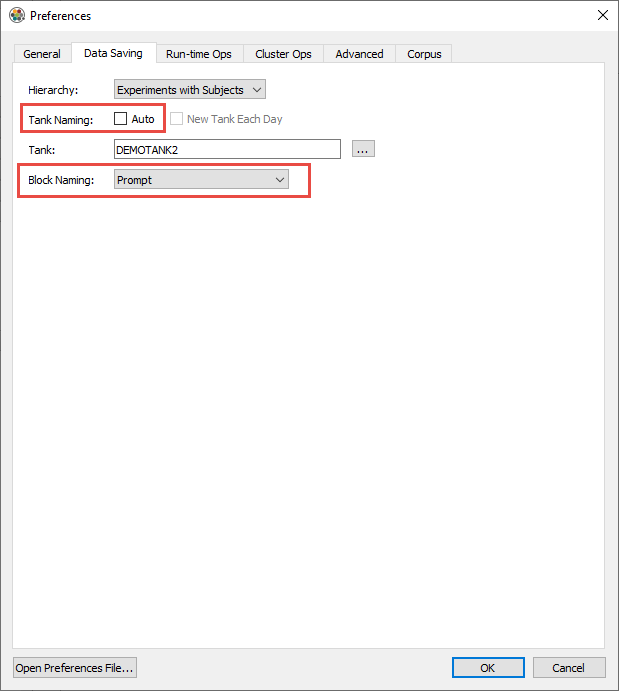 Preferences
General Data Saving Run-time Ops Cluster Ops Advanced Corpus
Hierarchy: Experiments with Subjects
Tank Naming: Auto New Tank Each Day
Tank: DEMOTANK2 ...
Block Naming: Prompt
Open Preferences File... OK Cancel